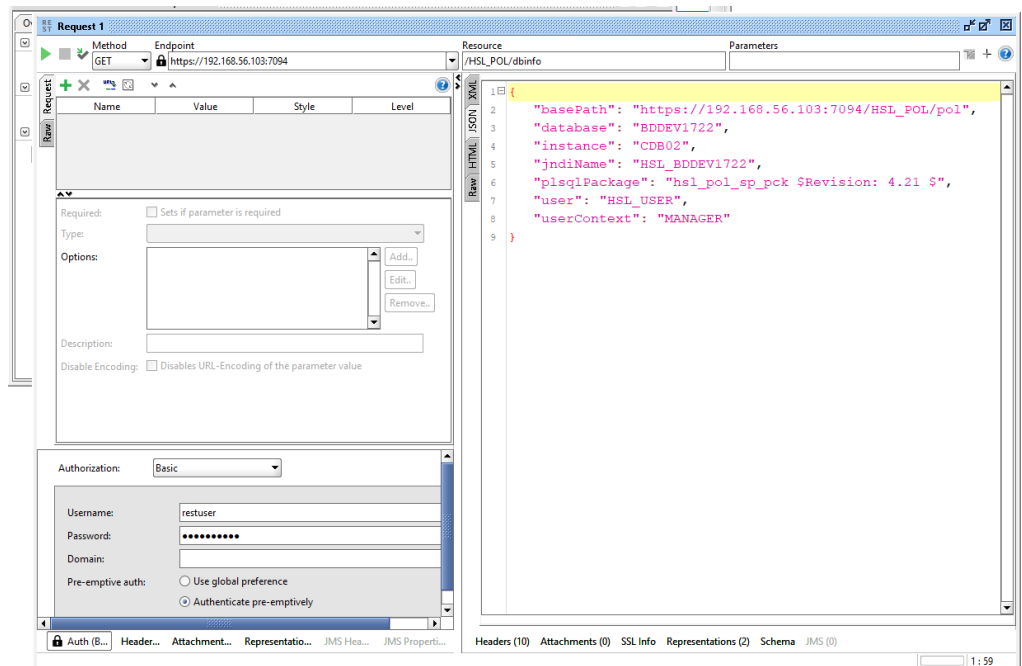 RE ST Request 1
Method Endpoint Resource Parameters
GET https://192.168.56.103:7094 /HSL_POL/dbinfo
Request
Raw
Name Value Style Level
Required: Sets if parameter is required
Type:
Options: Add..
Edit..
Remove..
Description:
Disable Encoding: Disables URL-Encoding of the parameter value
Authorization: Basic
Username: restuser
Password: ••••••••••
Domain:
Pre-emptive auth: Use global preference
Authenticate pre-emptively
Auth (B... Header... Attachment... Representatio... JMS Hea... JMS Properti...
XML
JSON
HTML
Raw
1 {
2 "basePath": "https://192.168.56.103:7094/HSL_POL/pol",
3 "database": "BDDEV1722",
4 "instance": "CDB02",
5 "jndiName": "HSL_BDDEV1722",
6 "plsqlPackage": "hsl_pol_sp_pck $Revision: 4.21 $",
7 "user": "HSL_USER",
8 "userContext": "MANAGER"
9 }
Headers (10) Attachments (0) SSL Info Representations (2) Schema JMS (0)
1 : 59